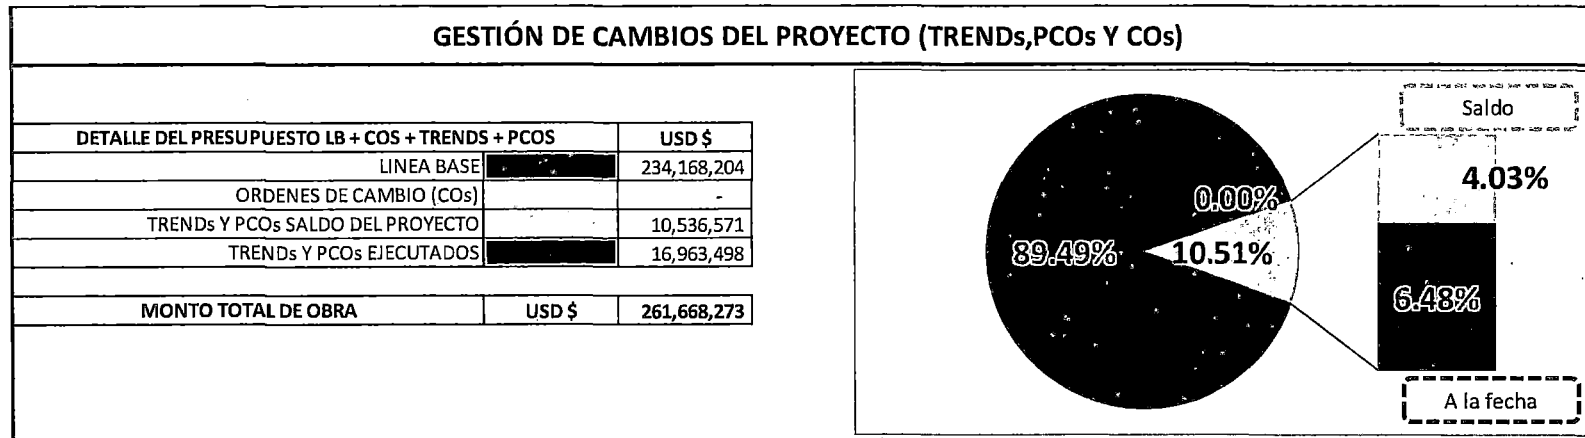 GESTIÓN DE CAMBIOS DEL PROYECTO (TRENDs,PCOs Y COs)
DETALLE DEL PRESUPUESTO LB + COS + TRENDS + PCOS USD $
LINEA BASE 234,168,204
ORDENES DE CAMBIO (COs) -
TRENDs Y PCOs SALDO DEL PROYECTO 10,536,571
TRENDs Y PCOs EJECUTADOS 16,963,498
MONTO TOTAL DE OBRA USD $ 261,668,273
Saldo
4.03%
0.00%
89.49% 10.51%
6.48%
A la fecha